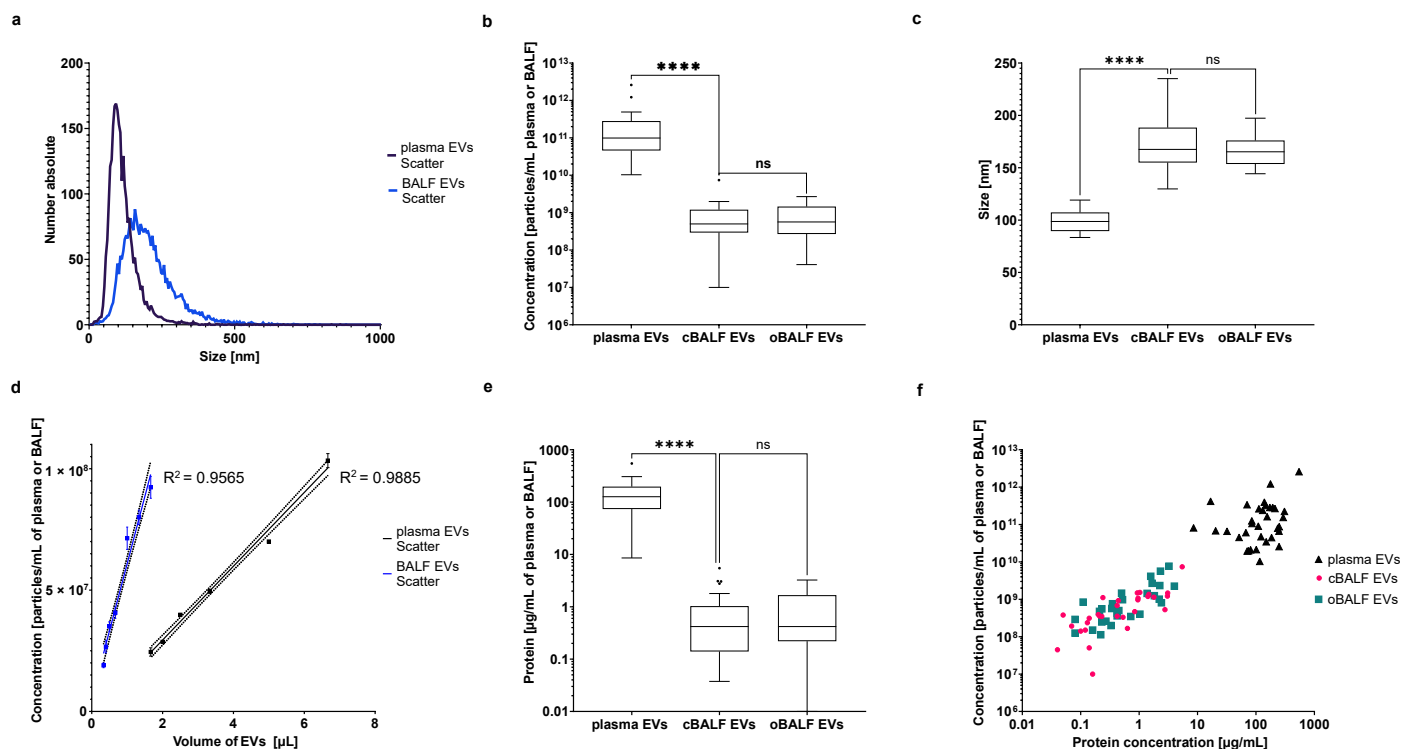 a
200
150
100
50
0
Number absolute
0
500
1000
Size [nm]
plasma EVs
Scatter
BALF EVs
Scatter
b
10¹³
10¹²
10¹¹
10¹⁰
10⁹
10⁸
10⁷
10⁶
Concentration [particles/mL plasma or BALF]
****
ns
plasma EVs
cBALF EVs
oBALF EVs
c
250
200
150
100
50
0
Size [nm]
****
ns
plasma EVs
cBALF EVs
oBALF EVs
d
1 × 10⁸
5 × 10⁷
Concentration [particles/mL of plasma or BALF]
R² = 0.9565
R² = 0.9885
plasma EVs
Scatter
BALF EVs
Scatter
0
2
4
6
8
Volume of EVs [µL]
e
1000
100
10
1
0.1
0.01
Protein [µg/mL of plasma or BALF]
****
ns
plasma EVs
cBALF EVs
oBALF EVs
f
10¹³
10¹²
10¹¹
10¹⁰
10⁹
10⁸
10⁷
10⁶
Concentration [particles/mL of plasma or BALF]
plasma EVs
cBALF EVs
oBALF EVs
0.01
0.1
1
10
100
1000
Protein concentration [µg/mL]